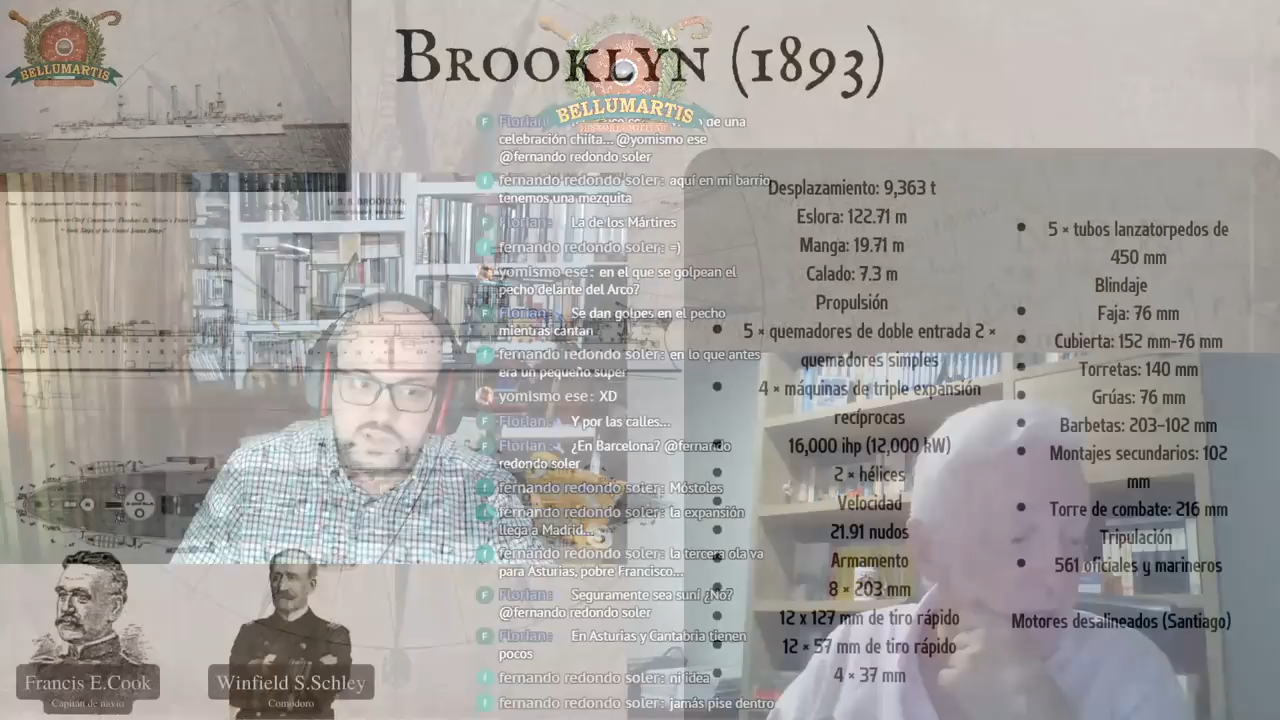 BELLUMARTIS
BROOKLYN (1893)
BELLUMARTIS
HISTORIA MILITAR
U. S. S. BROOKLYN.
Florian: de una
celebración chiíta... @yomismo ese
@fernando redondo soler
fernando redondo soler: aquí en mi barrio
tenemos una mezquita
Florian: La de los Mártires
fernando redondo soler: =)
yomismo ese: en el que se golpean el
pecho delante del Arco?
Florian: Se dan golpes en el pecho
mientras cantan
fernando redondo soler: en lo que antes
era un pequeño super
yomismo ese: XD
Florian: Y por las calles...
Florian: ¿En Barcelona? @fernando
redondo soler
fernando redondo soler: Móstoles
fernando redondo soler: la expansión
llega a Madrid...
fernando redondo soler: la tercera ola va
para Asturias, pobre Francisco...
Florian: Seguramente sea suní ¿No?
@fernando redondo soler
Florian: En Asturias y Cantabria tienen
pocos
fernando redondo soler: ni idea
fernando redondo soler: jamás pise dentro
Desplazamiento: 9,363 t
Eslora: 122.71 m
Manga: 19.71 m
Calado: 7.3 m
Propulsión
• 5 × quemadores de doble entrada 2 ×
quemadores simples
• 4 × máquinas de triple expansión
recíprocas
• 16,000 ihp (12,000 kW)
• 2 × hélices
Velocidad
• 21.91 nudos
Armamento
• 8 × 203 mm
• 12 x 127 mm de tiro rápido
• 12 × 57 mm de tiro rápido
• 4 × 37 mm
• 5 × tubos lanzatorpedos de
450 mm
Blindaje
• Faja: 76 mm
• Cubierta: 152 mm-76 mm
• Torretas: 140 mm
• Grúas: 76 mm
• Barbetas: 203–102 mm
• Montajes secundarios: 102
mm
• Torre de combate: 216 mm
Tripulación
• 561 oficiales y marineros
Motores desalineados (Santiago)
Francis E.Cook
Capitán de navío
Winfield S.Schley
Comodoro